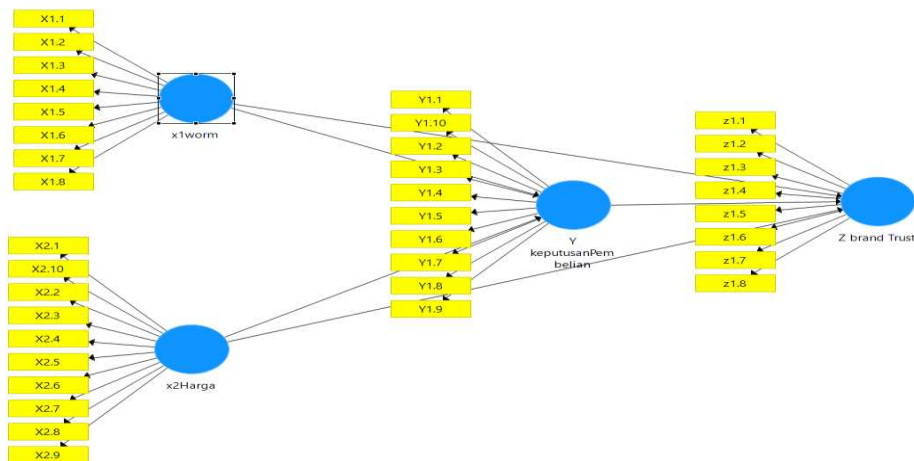 X1.1
X1.2
X1.3
X1.4
X1.5
X1.6
X1.7
X1.8
x1worm
X2.1
X2.10
X2.2
X2.3
X2.4
X2.5
X2.6
X2.7
X2.8
X2.9
x2Harga
Y1.1
Y1.10
Y1.2
Y1.3
Y1.4
Y1.5
Y1.6
Y1.7
Y1.8
Y1.9
Y
keputusanPem
belian
z1.1
z1.2
z1.3
z1.4
z1.5
z1.6
z1.7
z1.8
Z brand Trust